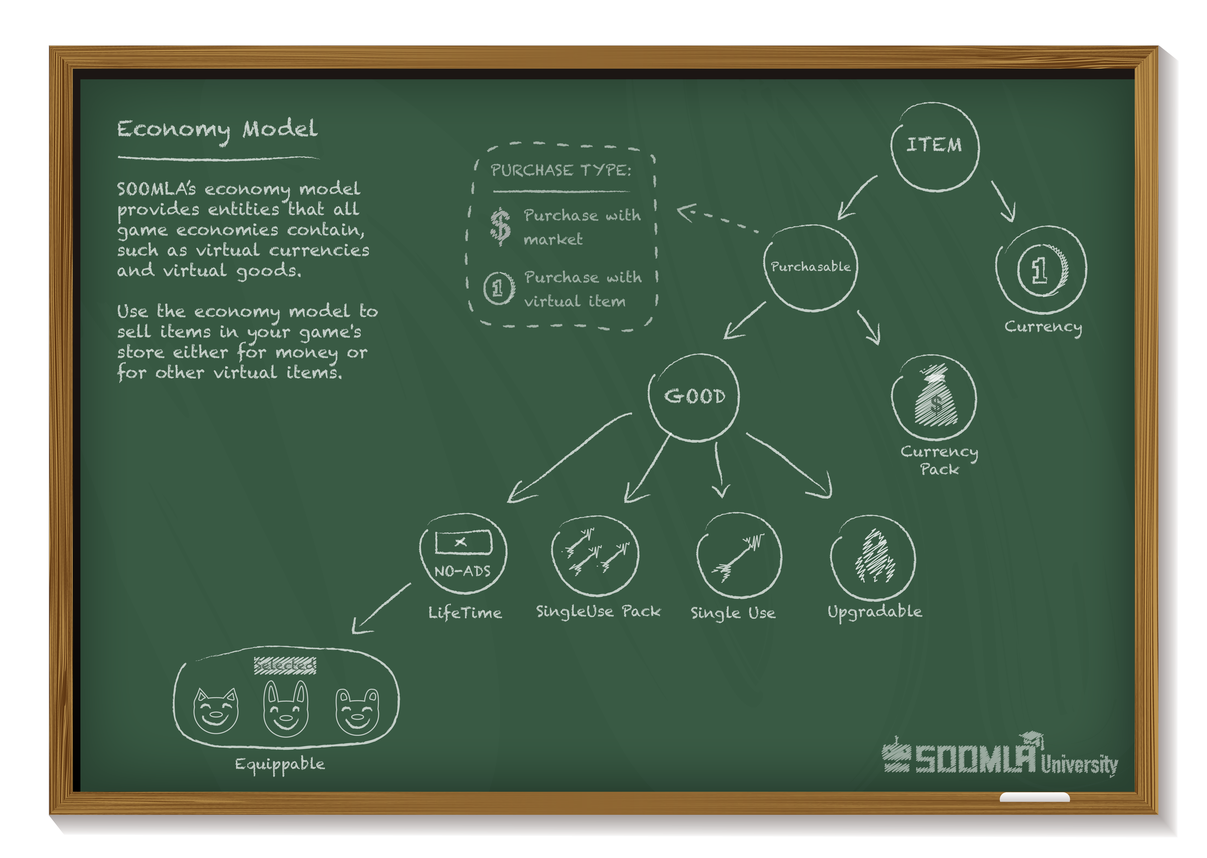 Economy Model
SOOMLA's economy model
provides entities that all
game economies contain,
such as virtual currencies
and virtual goods.
Use the economy model to
sell items in your game's
store either for money or
for other virtual items.
PURCHASE TYPE:
$ Purchase with
market
1 Purchase with
virtual item
ITEM
Purchasable
1
Currency
GOOD
$
Currency
Pack
X
NO-ADS
LifeTime
SingleUse Pack
Single Use
Upgradable
Selected
Equippable
SOOMLA University